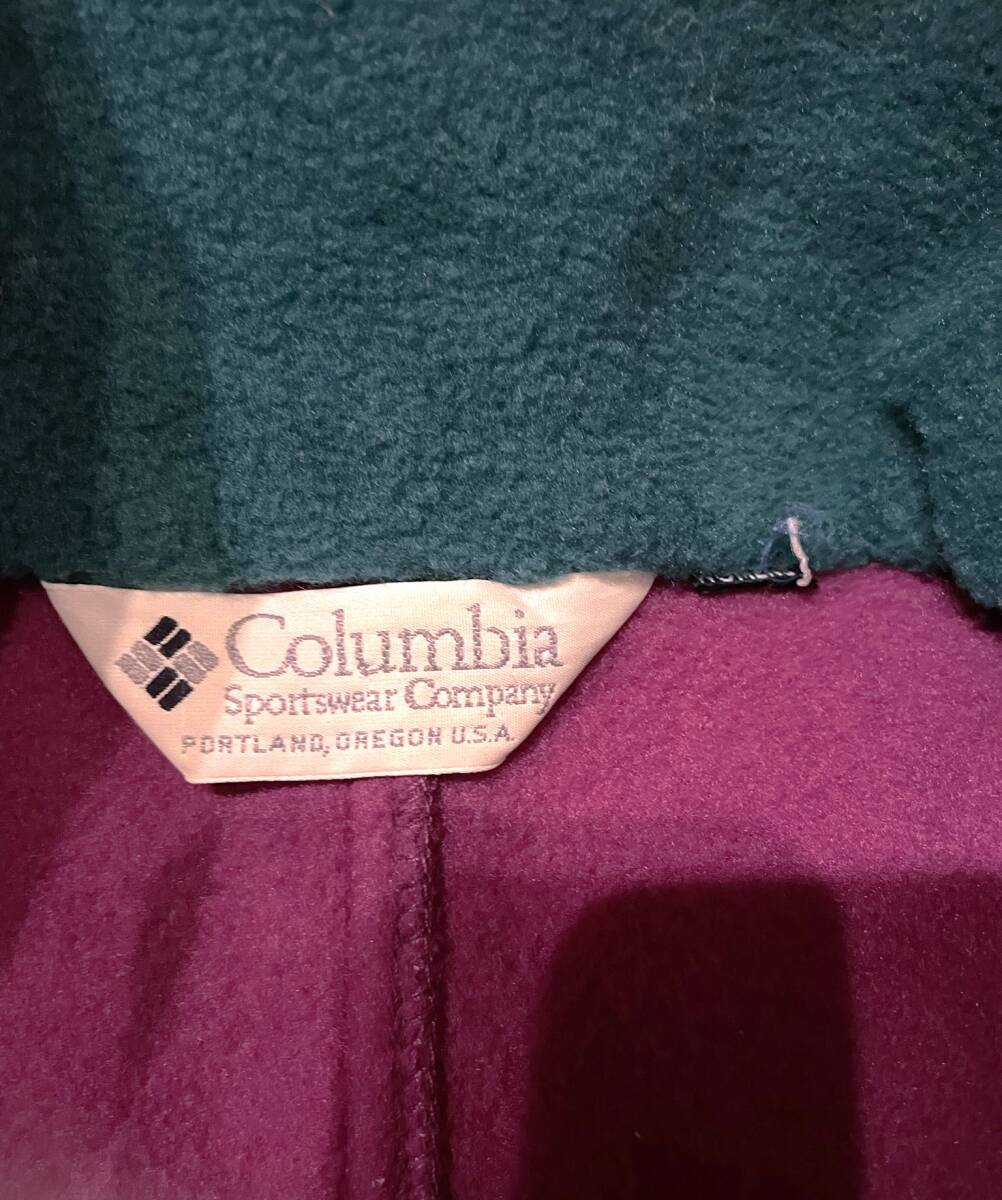 Columbia
Sportswear Company
PORTLAND, OREGON U.S.A.